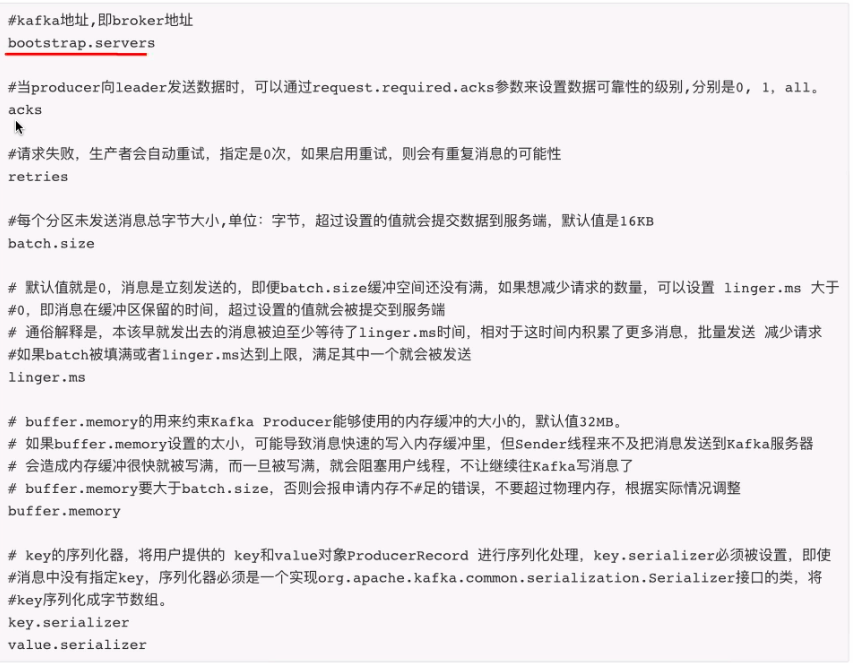 #kafka地址,即broker地址
bootstrap.servers
#当producer向leader发送数据时，可以通过request.required.acks参数来设置数据可靠性的级别,分别是0, 1，all。
acks
#请求失败，生产者会自动重试，指定是0次，如果启用重试，则会有重复消息的可能性
retries
#每个分区未发送消息总字节大小,单位：字节，超过设置的值就会提交数据到服务端，默认值是16KB
batch.size
# 默认值就是0，消息是立刻发送的，即便batch.size缓冲空间还没有满，如果想减少请求的数量，可以设置 linger.ms 大于
#0，即消息在缓冲区保留的时间，超过设置的值就会被提交到服务端
# 通俗解释是，本该早就发出去的消息被迫至少等待了linger.ms时间，相对于这时间内积累了更多消息，批量发送 减少请求
#如果batch被填满或者linger.ms达到上限，满足其中一个就会被发送
linger.ms
# buffer.memory的用来约束Kafka Producer能够使用的内存缓冲的大小的，默认值32MB。
# 如果buffer.memory设置的太小，可能导致消息快速的写入内存缓冲里，但Sender线程来不及把消息发送到Kafka服务器
# 会造成内存缓冲很快就被写满，而一旦被写满，就会阻塞用户线程，不让继续往Kafka写消息了
# buffer.memory要大于batch.size，否则会报申请内存不#足的错误，不要超过物理内存，根据实际情况调整
buffer.memory
# key的序列化器，将用户提供的 key和value对象ProducerRecord 进行序列化处理，key.serializer必须被设置，即使
#消息中没有指定key，序列化器必须是一个实现org.apache.kafka.common.serialization.Serializer接口的类，将
#key序列化成字节数组。
key.serializer
value.serializer